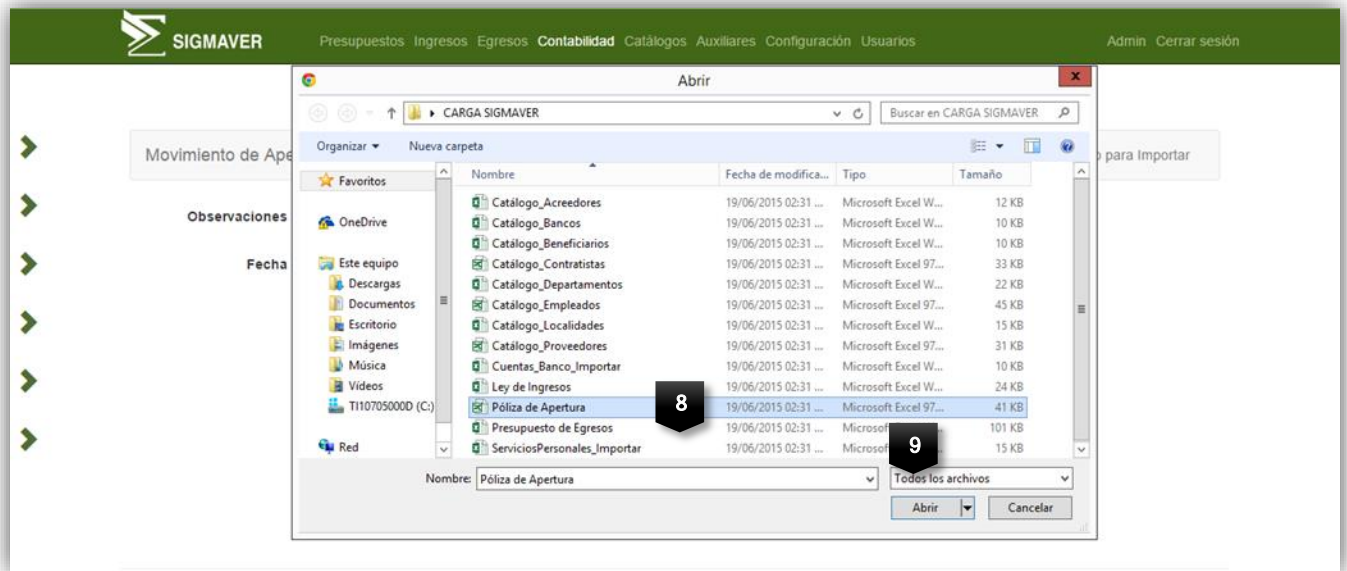 SIGMAVER Presupuestos Ingresos Egresos Contabilidad Catálogos Auxiliares Configuración Usuarios Admin Cerrar sesión
Abrir
CARGA SIGMAVER Buscar en CARGA SIGMAVER
Organizar Nueva carpeta
Movimiento de Ape para Importar
Observaciones
Fecha
Favoritos
OneDrive
Este equipo
Descargas
Documentos
Escritorio
Imágenes
Música
Vídeos
TI10705000D (C:)
Red
Nombre Fecha de modifica... Tipo Tamaño
Catálogo_Acreedores 19/06/2015 02:31 ... Microsoft Excel W... 12 KB
Catálogo_Bancos 19/06/2015 02:31 ... Microsoft Excel W... 10 KB
Catálogo_Beneficiarios 19/06/2015 02:31 ... Microsoft Excel W... 10 KB
Catálogo_Contratistas 19/06/2015 02:31 ... Microsoft Excel 97... 33 KB
Catálogo_Departamentos 19/06/2015 02:31 ... Microsoft Excel W... 22 KB
Catálogo_Empleados 19/06/2015 02:31 ... Microsoft Excel 97... 45 KB
Catálogo_Localidades 19/06/2015 02:31 ... Microsoft Excel W... 15 KB
Catálogo_Proveedores 19/06/2015 02:31 ... Microsoft Excel 97... 31 KB
Cuentas_Banco_Importar 19/06/2015 02:31 ... Microsoft Excel W... 10 KB
Ley de Ingresos 19/06/2015 02:31 ... Microsoft Excel W... 24 KB
Póliza de Apertura 8 19/06/2015 02:31 ... Microsoft Excel 97... 41 KB
Presupuesto de Egresos 19/06/2015 02:31 ... 101 KB
ServiciosPersonales_Importar 19/06/2015 02:31 ... 9 15 KB
Nombre: Póliza de Apertura Todos los archivos
Abrir Cancelar